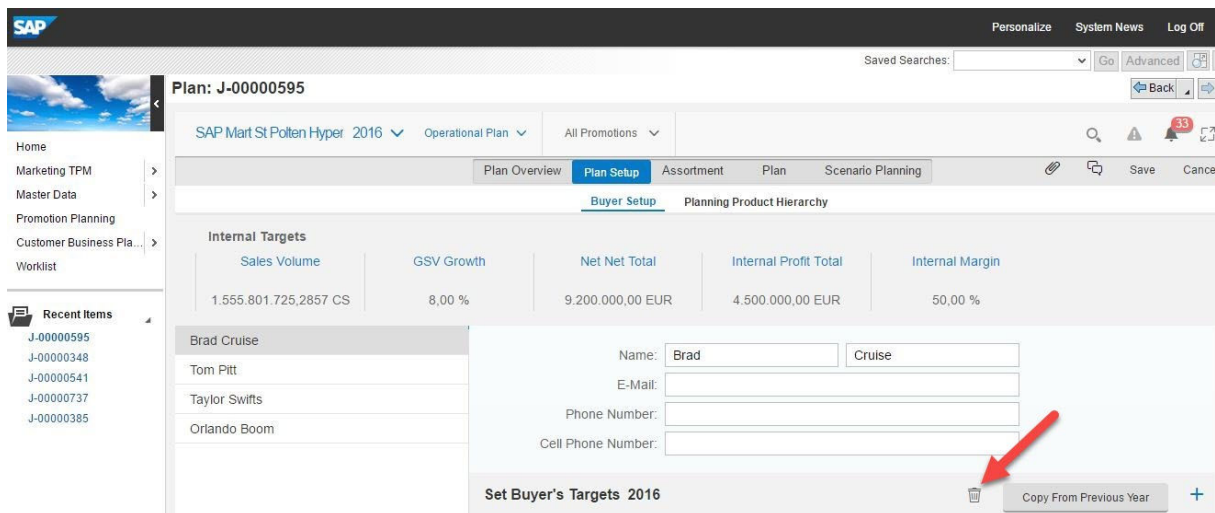 SAP
Personalize System News Log Off
Saved Searches: Go Advanced
Plan: J-00000595
Back
SAP Mart St Polten Hyper 2016 Operational Plan All Promotions
33
Home
Marketing TPM
Master Data
Promotion Planning
Customer Business Pla...
Worklist
Plan Overview Plan Setup Assortment Plan Scenario Planning Save Cance
Buyer Setup Planning Product Hierarchy
Internal Targets
Sales Volume GSV Growth Net Net Total Internal Profit Total Internal Margin
1.555.801.725,2857 CS 8,00 % 9.200.000,00 EUR 4.500.000,00 EUR 50,00 %
Recent Items
J-00000595
J-00000348
J-00000541
J-00000737
J-00000385
Brad Cruise
Tom Pitt
Taylor Swifts
Orlando Boom
Name: Brad Cruise
E-Mail:
Phone Number:
Cell Phone Number:
Set Buyer's Targets 2016 Copy From Previous Year +